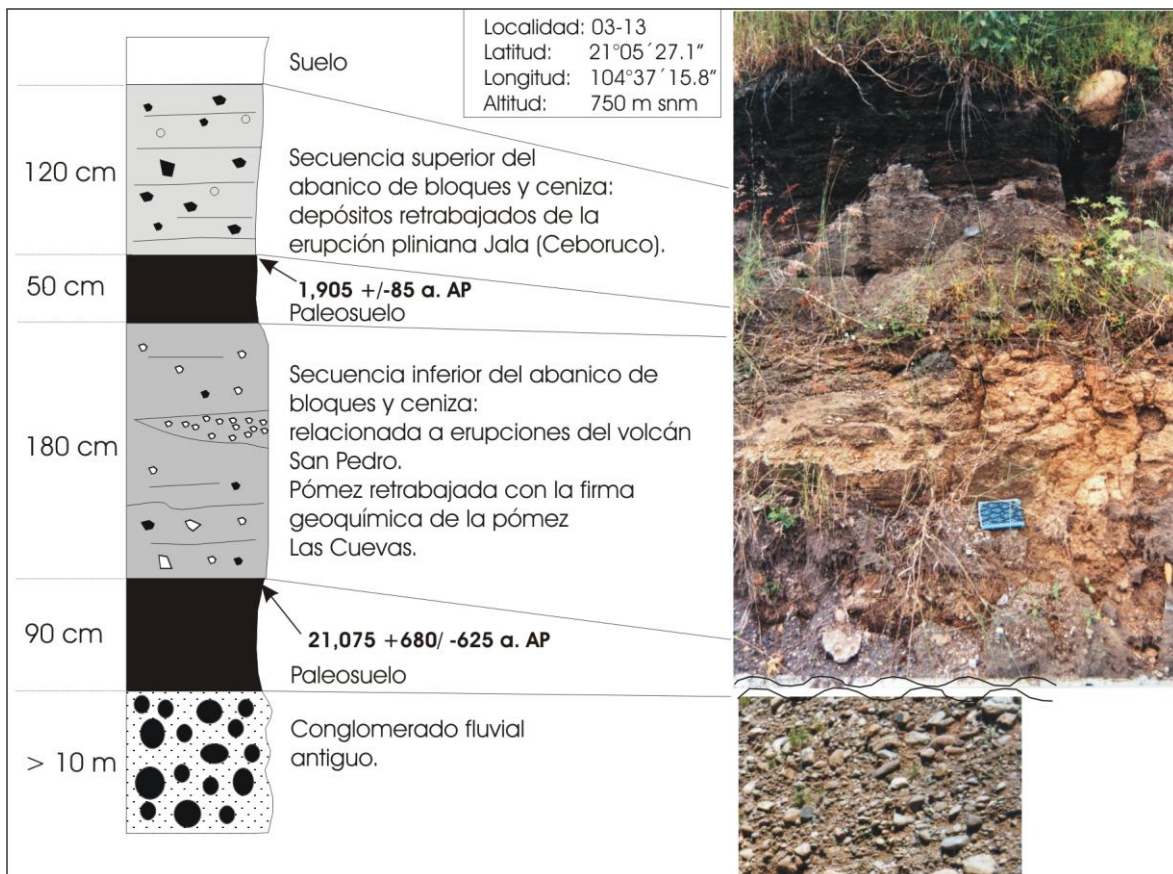 Localidad: 03-13
Latitud: 21°05´27.1”
Longitud: 104°37´15.8”
Altitud: 750 m snm
Suelo
120 cm
Secuencia superior del
abanico de bloques y ceniza:
depósitos retrabajados de la
erupción pliniana Jala (Ceboruco).
50 cm
1,905 +/-85 a. AP
Paleosuelo
180 cm
Secuencia inferior del abanico de
bloques y ceniza:
relacionada a erupciones del volcán
San Pedro.
Pómez retrabajada con la firma
geoquímica de la pómez
Las Cuevas.
90 cm
21,075 +680/ -625 a. AP
Paleosuelo
> 10 m
Conglomerado fluvial
antiguo.